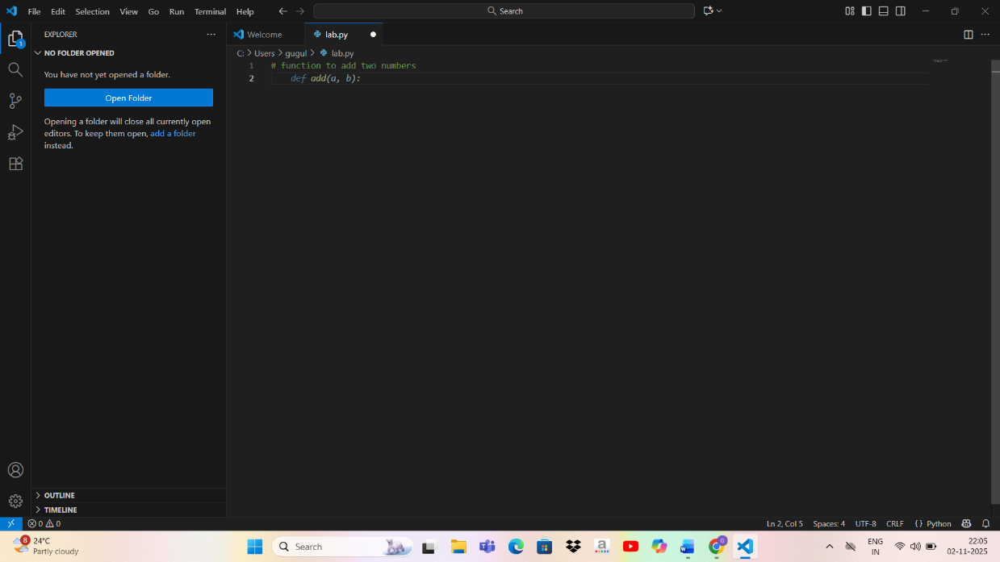 File Edit Selection View Go Run Terminal Help
Search
EXPLORER
Welcome
lab.py
NO FOLDER OPENED
C: > Users > gugul > lab.py
You have not yet opened a folder.
Open Folder
Opening a folder will close all currently open
editors. To keep them open, add a folder
instead.
1 # function to add two numbers
2 def add(a, b):
OUTLINE
TIMELINE
0 0
Ln 2, Col 5 Spaces: 4 UTF-8 CRLF {} Python
1
8
24°C
Partly cloudy
Search
ENG
IN
22:05
02-11-2025